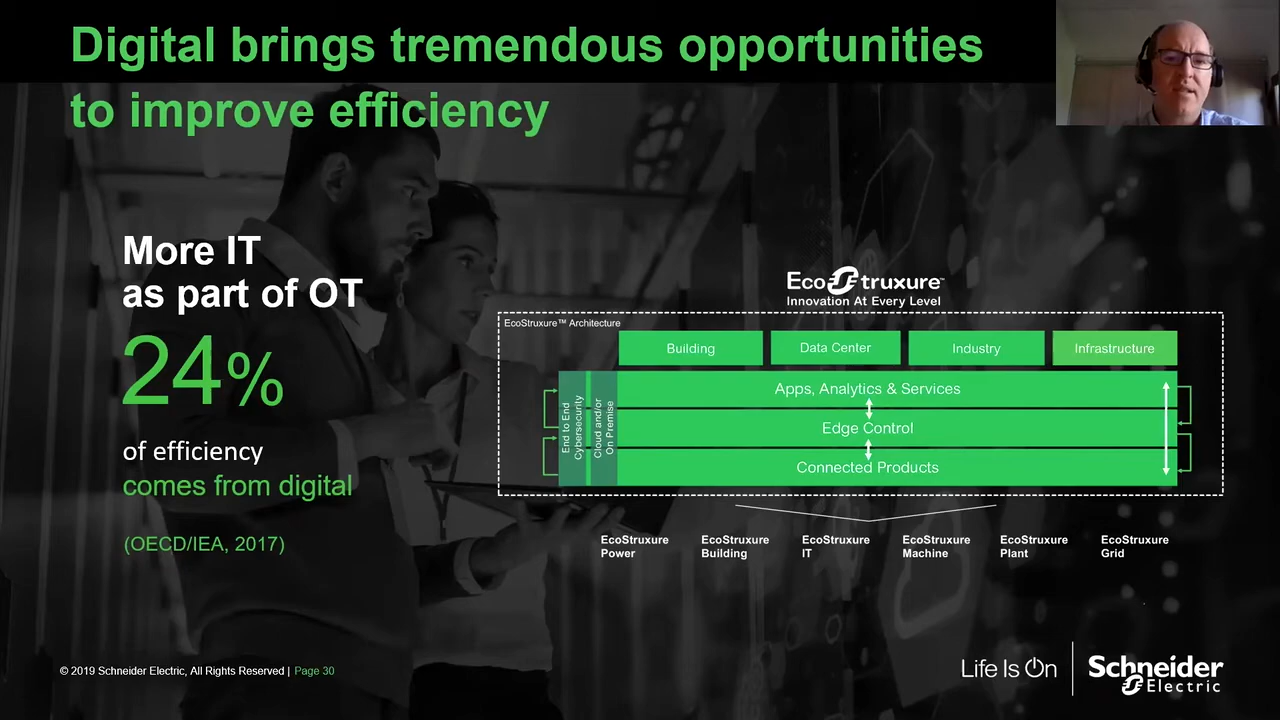 Digital brings tremendous opportunities
to improve efficiency
More IT
as part of OT
24%
of efficiency
comes from digital
(OECD/IEA, 2017)
EcoStruxure™
Innovation At Every Level
EcoStruxure™ Architecture
Building
Data Center
Industry
Infrastructure
End to End
Cybersecurity
Cloud and/or
On Premise
Apps, Analytics & Services
Edge Control
Connected Products
EcoStruxure
Power
EcoStruxure
Building
EcoStruxure
IT
EcoStruxure
Machine
EcoStruxure
Plant
EcoStruxure
Grid
© 2019 Schneider Electric, All Rights Reserved | Page 30
Life Is On
Schneider
Electric